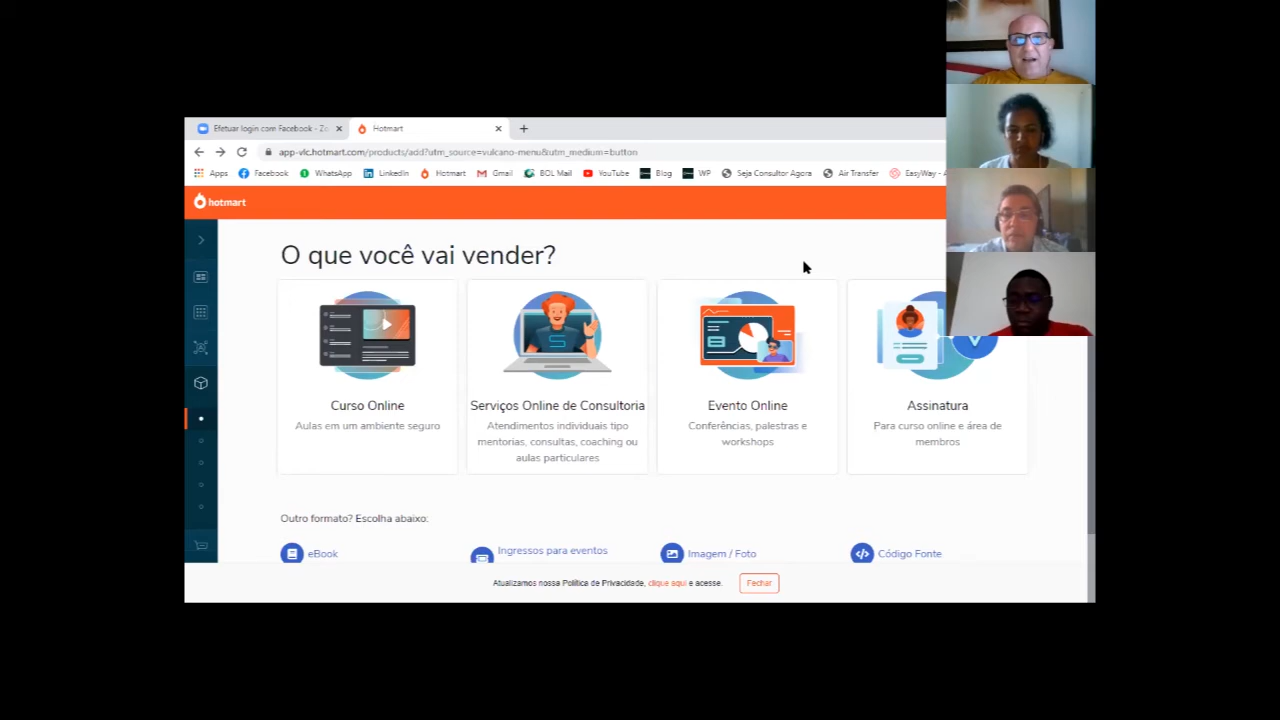 Efetuar login com Facebook - Zo
Hotmart
app-vlc.hotmart.com/products/add?utm_source=vulcano-menu&utm_medium=button
Apps Facebook WhatsApp LinkedIn Hotmart Gmail BOL Mail YouTube Blog WP Seja Consultor Agora Air Transfer EasyWay - A
hotmart
O que você vai vender?
Curso Online
Aulas em um ambiente seguro
Serviços Online de Consultoria
Atendimentos individuais tipo
mentorias, consultas, coaching ou
aulas particulares
Evento Online
Conferências, palestras e
workshops
Assinatura
Para curso online e área de
membros
Outro formato? Escolha abaixo:
eBook
Ingressos para eventos
Imagem / Foto
Código Fonte
Atualizamos nossa Política de Privacidade, clique aqui e acesse.
Fechar